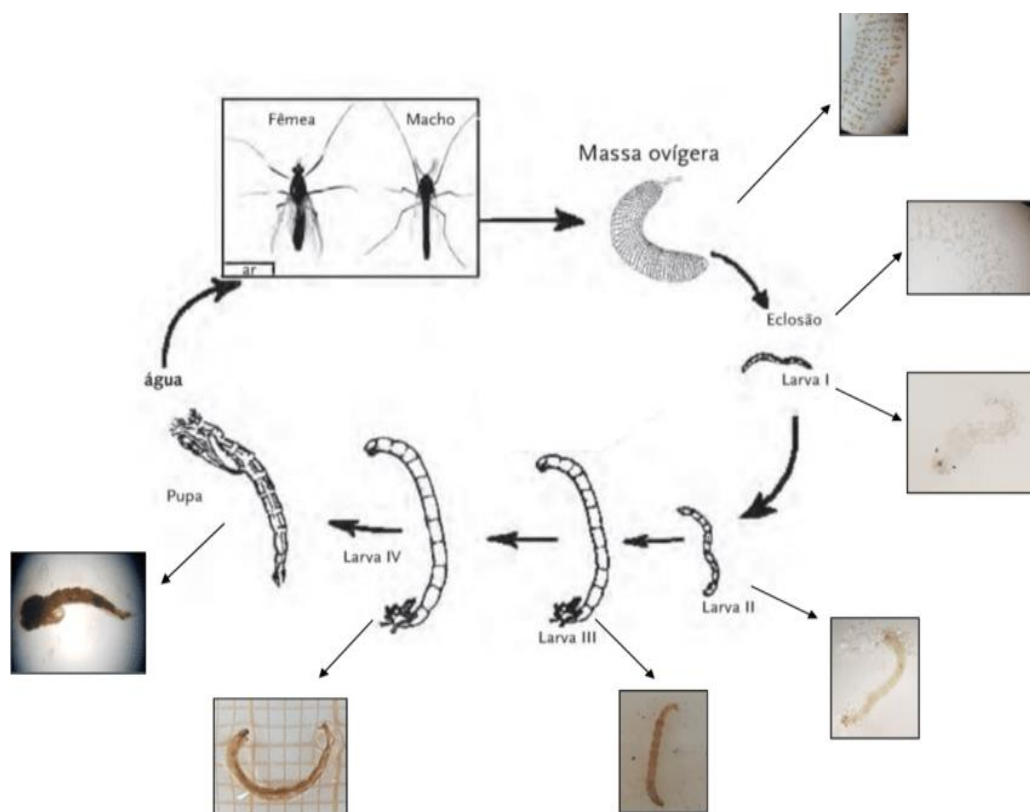 Fêmea
Macho
ar
Massa ovígera
Eclosão
Larva I
Larva II
Larva III
Larva IV
Pupa
água